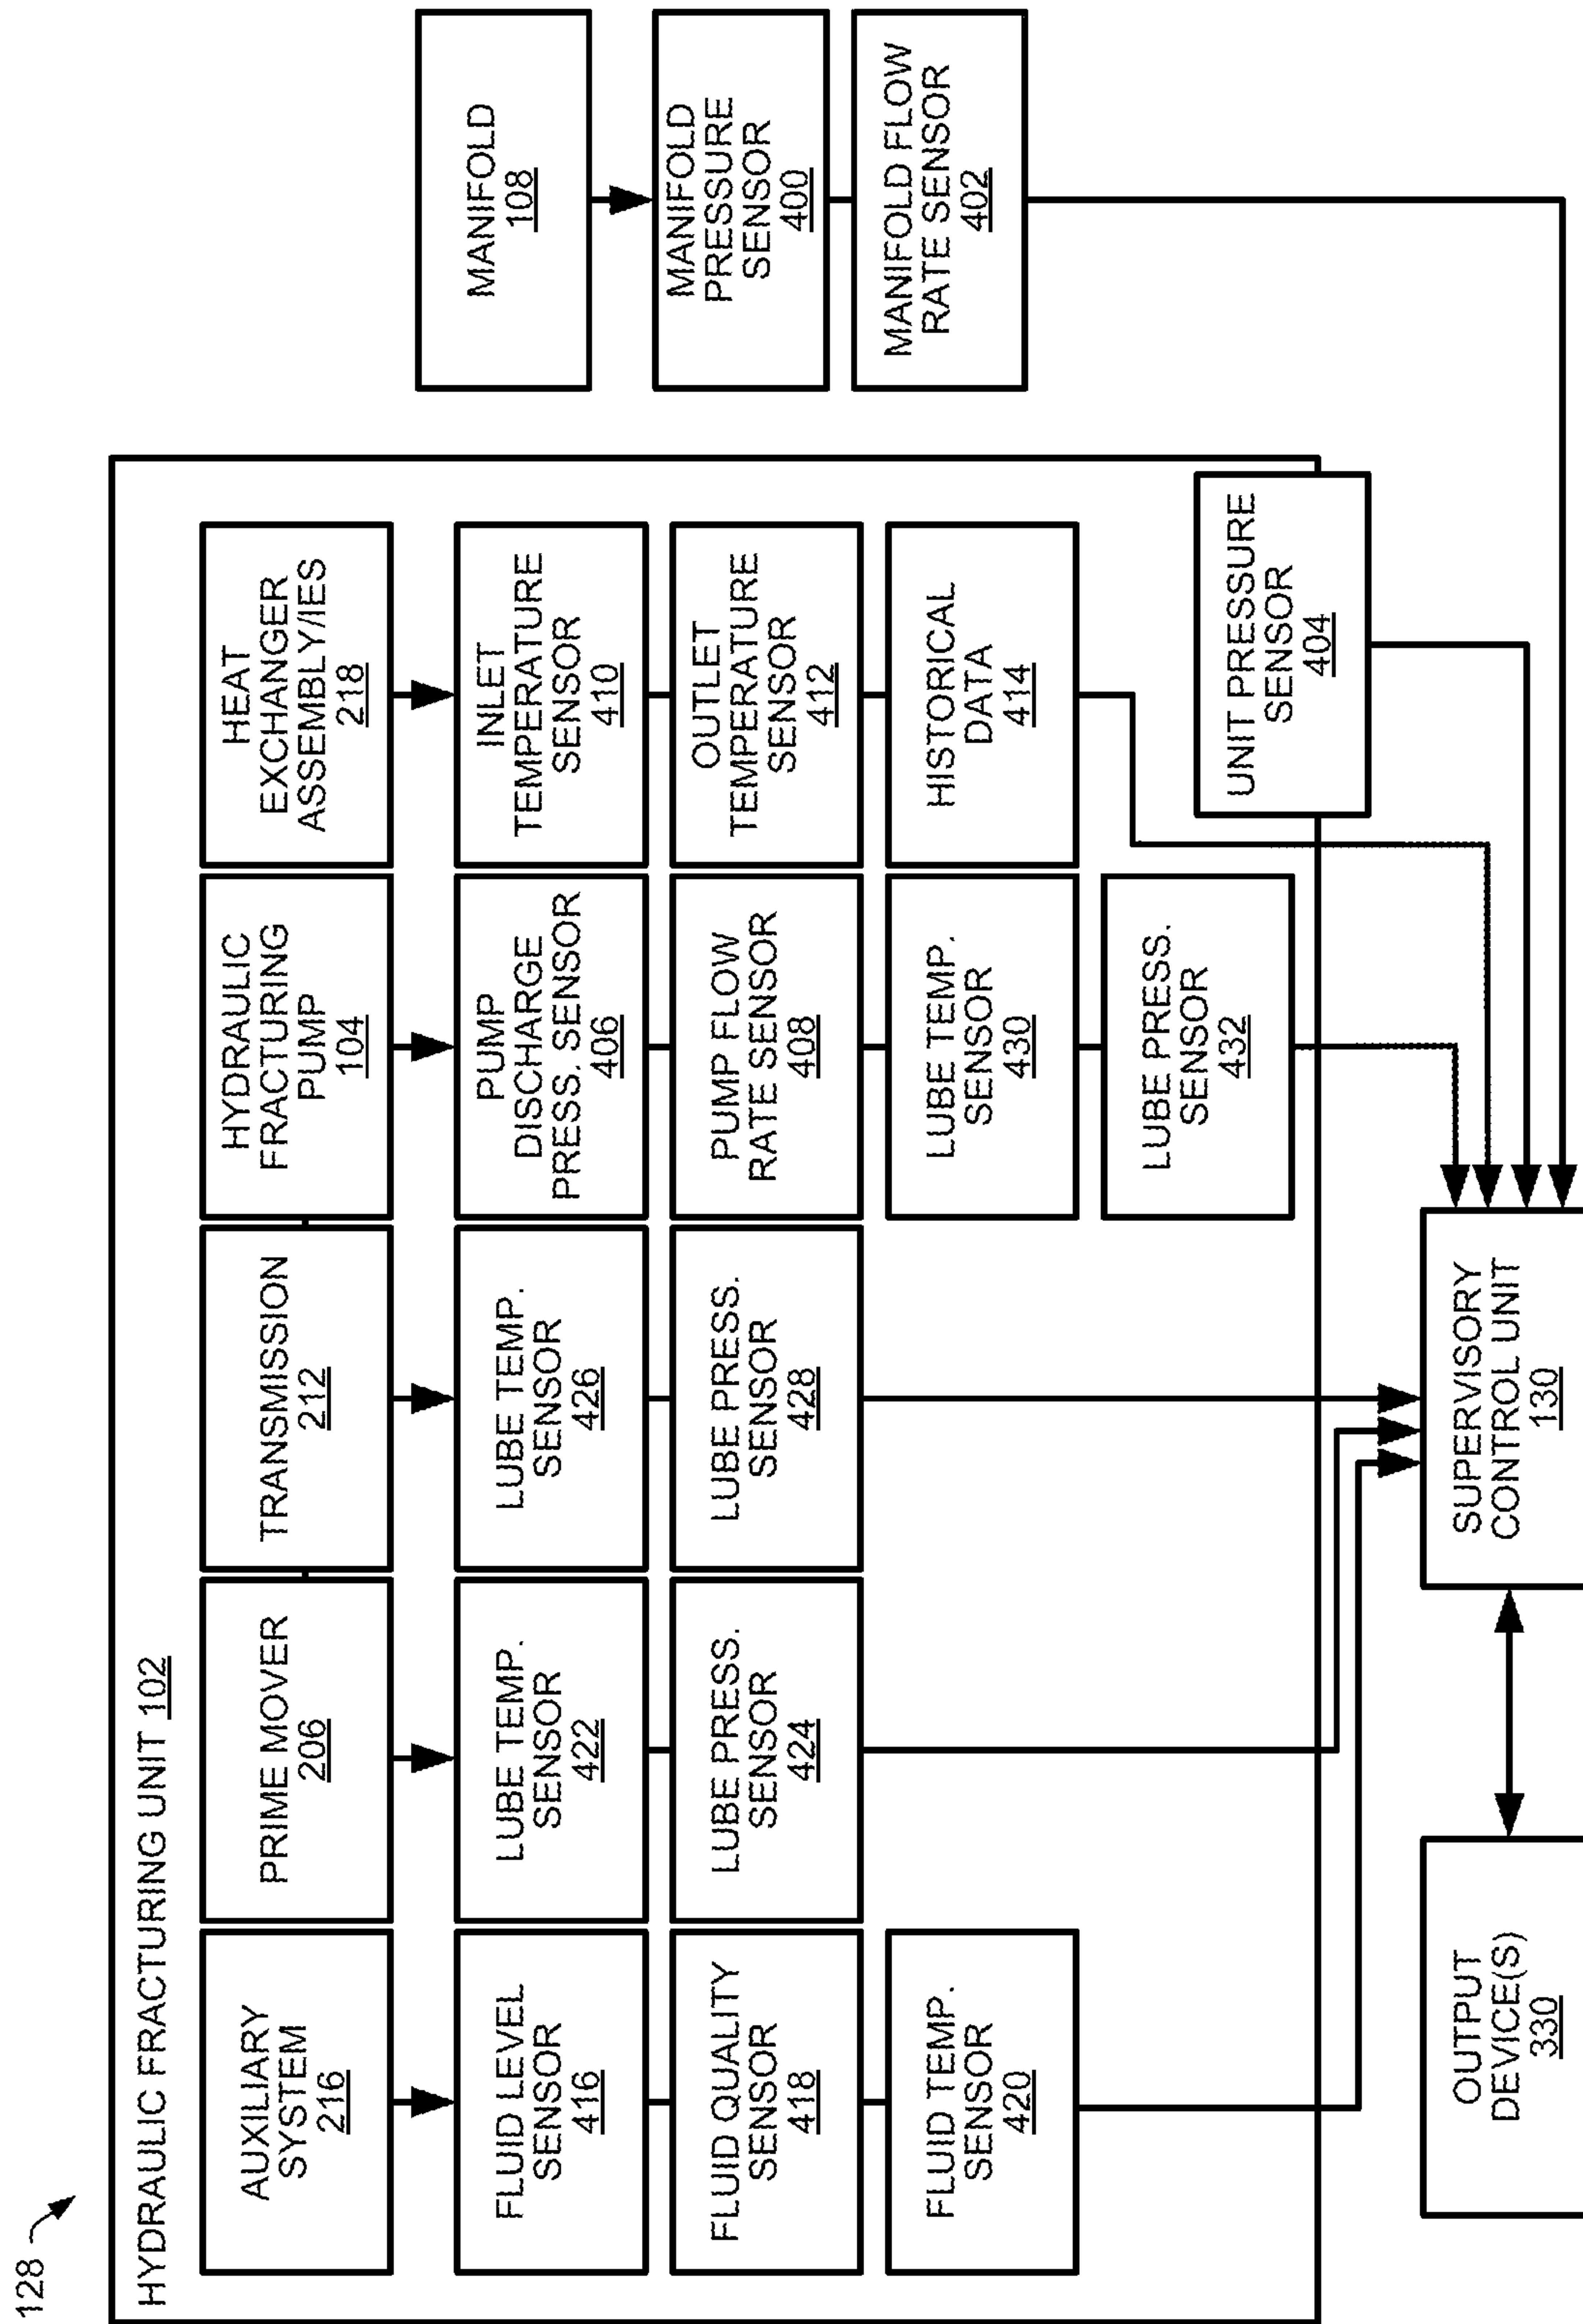 128
HYDRAULIC FRACTURING UNIT 102
AUXILIARY
SYSTEM
216
PRIME MOVER
206
TRANSMISSION
212
HYDRAULIC
FRACTURING
PUMP
104
HEAT
EXCHANGER
ASSEMBLY/IES
218
MANIFOLD
108
FLUID LEVEL
SENSOR
416
LUBE TEMP.
SENSOR
422
LUBE TEMP.
SENSOR
426
PUMP
DISCHARGE
PRESS. SENSOR
406
INLET
TEMPERATURE
SENSOR
410
MANIFOLD
PRESSURE
SENSOR
400
FLUID QUALITY
SENSOR
418
LUBE PRESS.
SENSOR
424
LUBE PRESS.
SENSOR
428
PUMP FLOW
RATE SENSOR
408
OUTLET
TEMPERATURE
SENSOR
412
MANIFOLD FLOW
RATE SENSOR
402
FLUID TEMP.
SENSOR
420
LUBE TEMP.
SENSOR
430
HISTORICAL
DATA
414
LUBE PRESS.
SENSOR
432
UNIT PRESSURE
SENSOR
404
OUTPUT
DEVICE(S)
330
SUPERVISORY
CONTROL UNIT
130